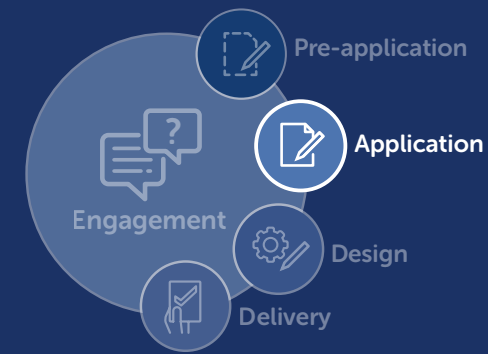 Pre-application
?
Application
Engagement
Design
Delivery